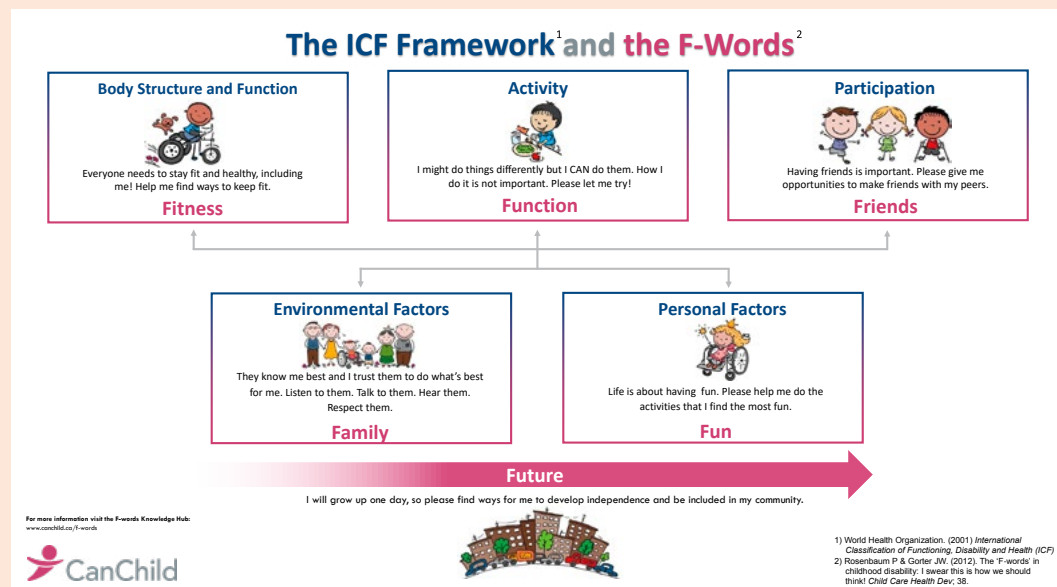 The ICF Framework¹ and the F-Words²
Body Structure and Function
Everyone needs to stay fit and healthy, including
me! Help me find ways to keep fit.
Fitness
Activity
I might do things differently but I CAN do them. How I
do it is not important. Please let me try!
Function
Participation
Having friends is important. Please give me
opportunities to make friends with my peers.
Friends
Environmental Factors
They know me best and I trust them to do what's best
for me. Listen to them. Talk to them. Hear them.
Respect them.
Family
Personal Factors
Life is about having fun. Please help me do the
activities that I find the most fun.
Fun
Future
I will grow up one day, so please find ways for me to develop independence and be included in my community.
For more information visit the F-words Knowledge Hub:
www.canchild.ca/f-words
CanChild
1) World Health Organization. (2001) International
Classification of Functioning, Disability and Health (ICF)
2) Rosenbaum P & Gorter JW. (2012). The 'F-words' in
childhood disability: I swear this is how we should
think! Child Care Health Dev; 38.